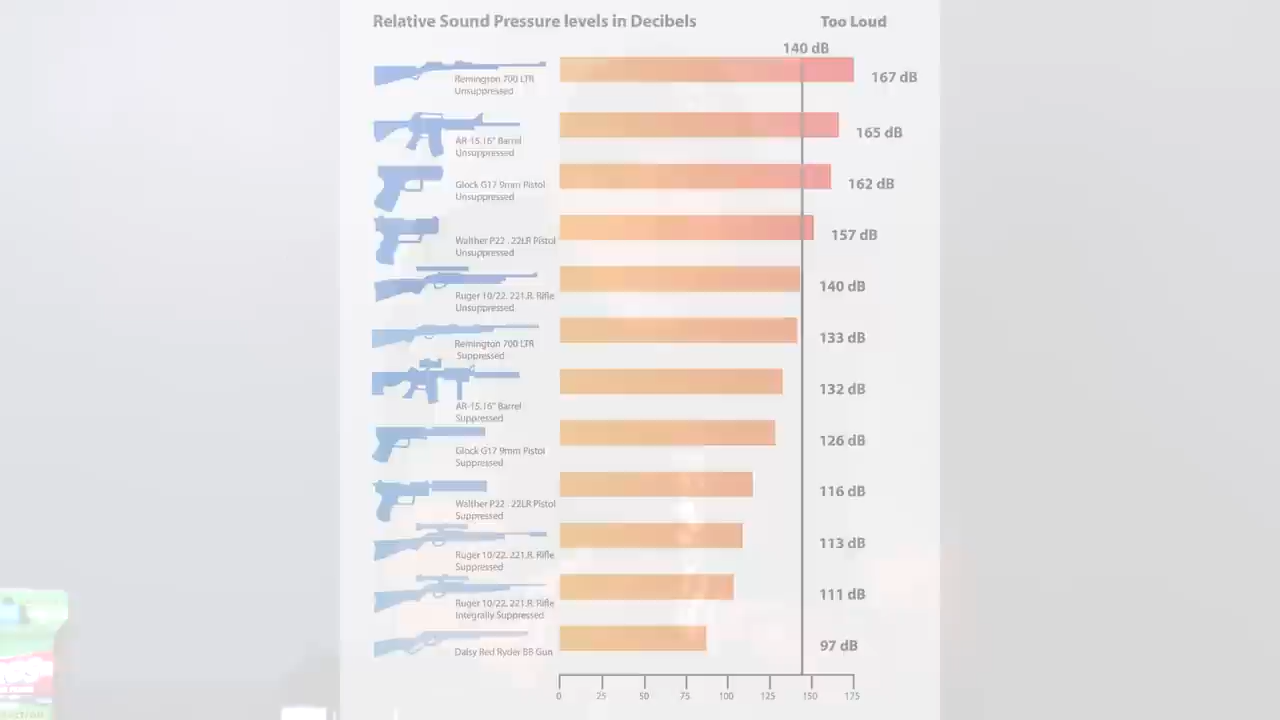 Relative Sound Pressure levels in Decibels
Too Loud
140 dB
Remington 700 LTR
Unsuppressed
167 dB
AR-15.16" Barrel
Unsuppressed
165 dB
Glock G17 9mm Pistol
Unsuppressed
162 dB
Walther P22 . 22LR Pistol
Unsuppressed
157 dB
Ruger 10/22. 221.R. Rifle
Unsuppressed
140 dB
Remington 700 LTR
Suppressed
133 dB
AR-15.16" Barrel
Suppressed
132 dB
Glock G17 9mm Pistol
Suppressed
126 dB
Walther P22 . 22LR Pistol
Suppressed
116 dB
Ruger 10/22. 221.R. Rifle
Suppressed
113 dB
Ruger 10/22. 221.R. Rifle
Integrally Suppressed
111 dB
Daisy Red Ryder BB Gun
97 dB
0 25 50 75 100 125 150 175